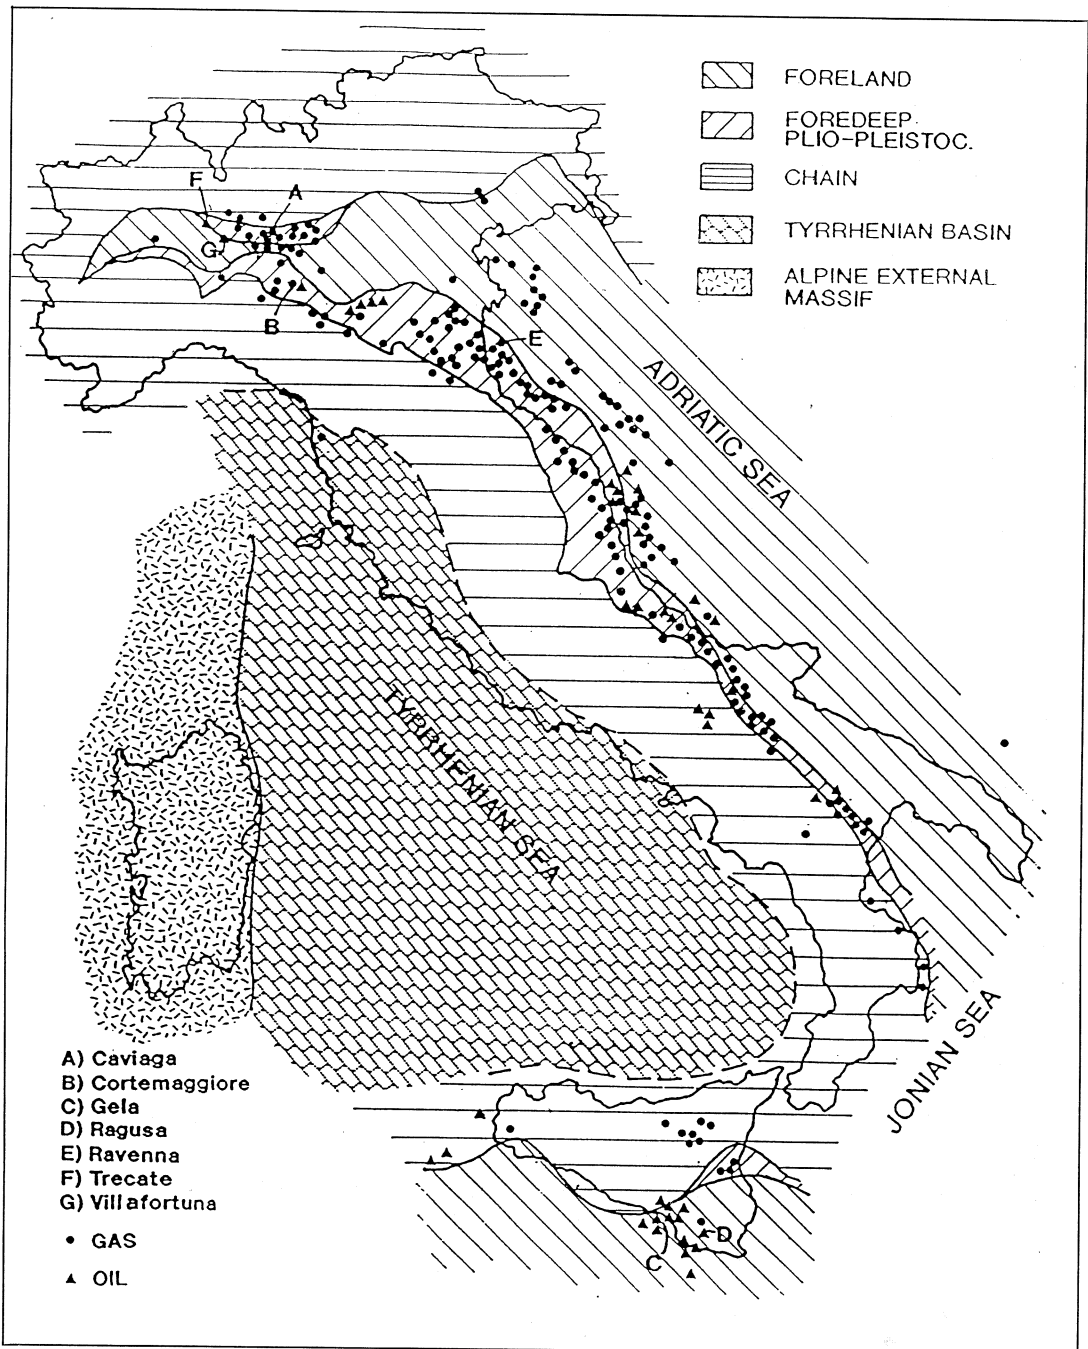 FORELAND
FOREDEEP
PLIO-PLEISTOC.
CHAIN
TYRRHENIAN BASIN
ALPINE EXTERNAL
MASSIF
F
A
G
B
E
ADRIATIC SEA
TYRRHENIAN SEA
JONIAN SEA
A) Caviaga
B) Cortemaggiore
C) Gela
D) Ragusa
E) Ravenna
F) Trecate
G) Villafortuna
GAS
OIL
D
C